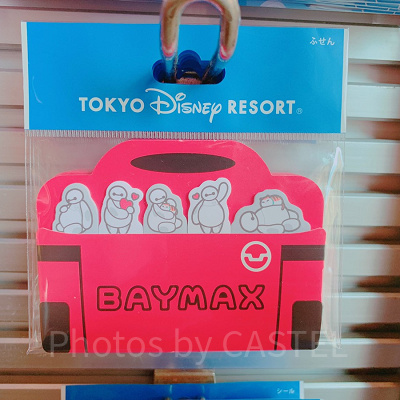 ふせん
TOKYO Disney RESORT®
BAYMAX
Photos by CASTEL
シール